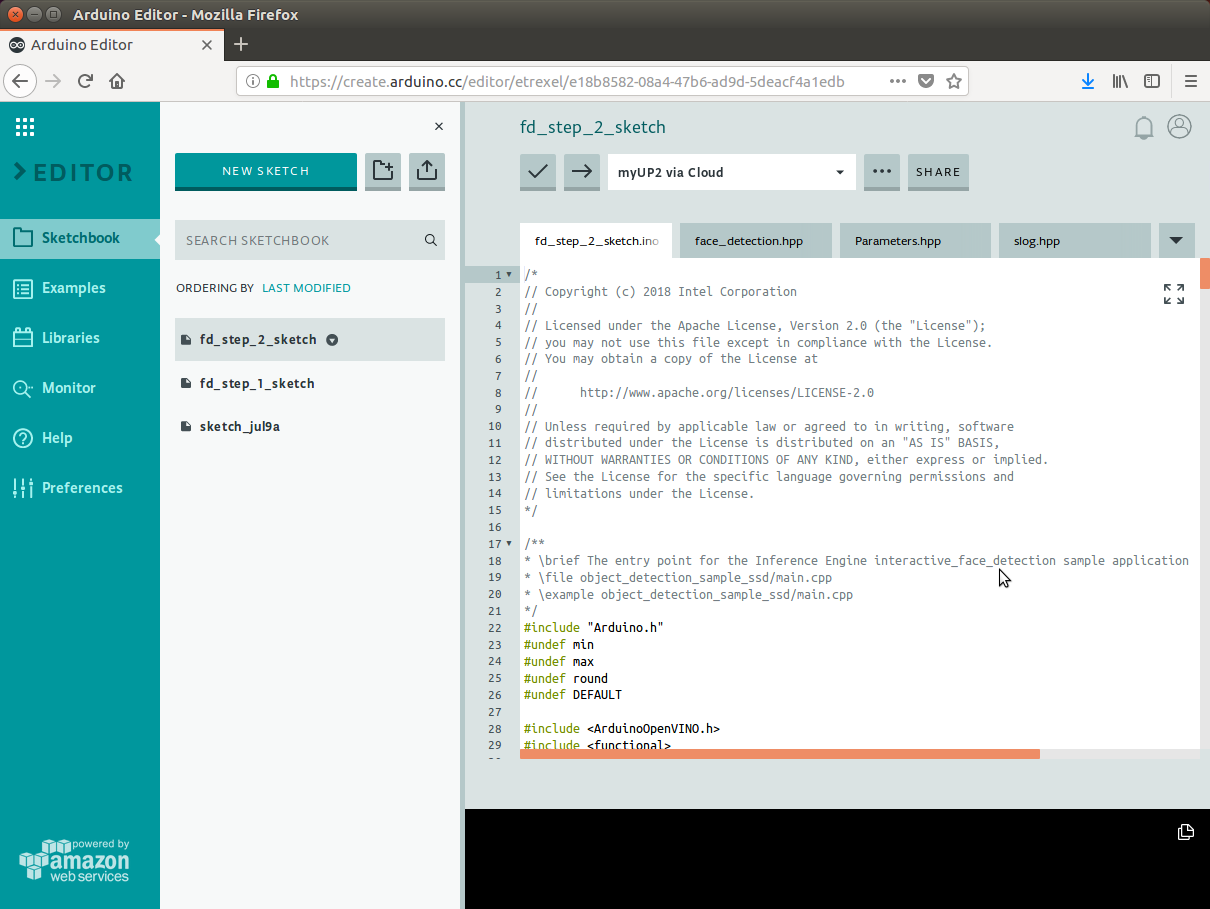 Arduino Editor - Mozilla Firefox
Arduino Editor
https://create.arduino.cc/editor/etrexel/e18b8582-08a4-47b6-ad9d-5deacf4a1edb
EDITOR
Sketchbook
Examples
Libraries
Monitor
Help
Preferences
powered by
amazon
web services
NEW SKETCH
SEARCH SKETCHBOOK
ORDERING BY LAST MODIFIED
fd_step_2_sketch
fd_step_1_sketch
sketch_jul9a
fd_step_2_sketch
myUP2 via Cloud
SHARE
fd_step_2_sketch.ino face_detection.hpp Parameters.hpp slog.hpp
1 /*
2 // Copyright (c) 2018 Intel Corporation
3 //
4 // Licensed under the Apache License, Version 2.0 (the "License");
5 // you may not use this file except in compliance with the License.
6 // You may obtain a copy of the License at
7 //
8 //      http://www.apache.org/licenses/LICENSE-2.0
9 //
10 // Unless required by applicable law or agreed to in writing, software
11 // distributed under the License is distributed on an "AS IS" BASIS,
12 // WITHOUT WARRANTIES OR CONDITIONS OF ANY KIND, either express or implied.
13 // See the License for the specific language governing permissions and
14 // limitations under the License.
15 */
16
17 /**
18 * \brief The entry point for the Inference Engine interactive_face_detection sample application
19 * \file object_detection_sample_ssd/main.cpp
20 * \example object_detection_sample_ssd/main.cpp
21 */
22 #include "Arduino.h"
23 #undef min
24 #undef max
25 #undef round
26 #undef DEFAULT
27
28 #include <ArduinoOpenVINO.h>
29 #include <functional>